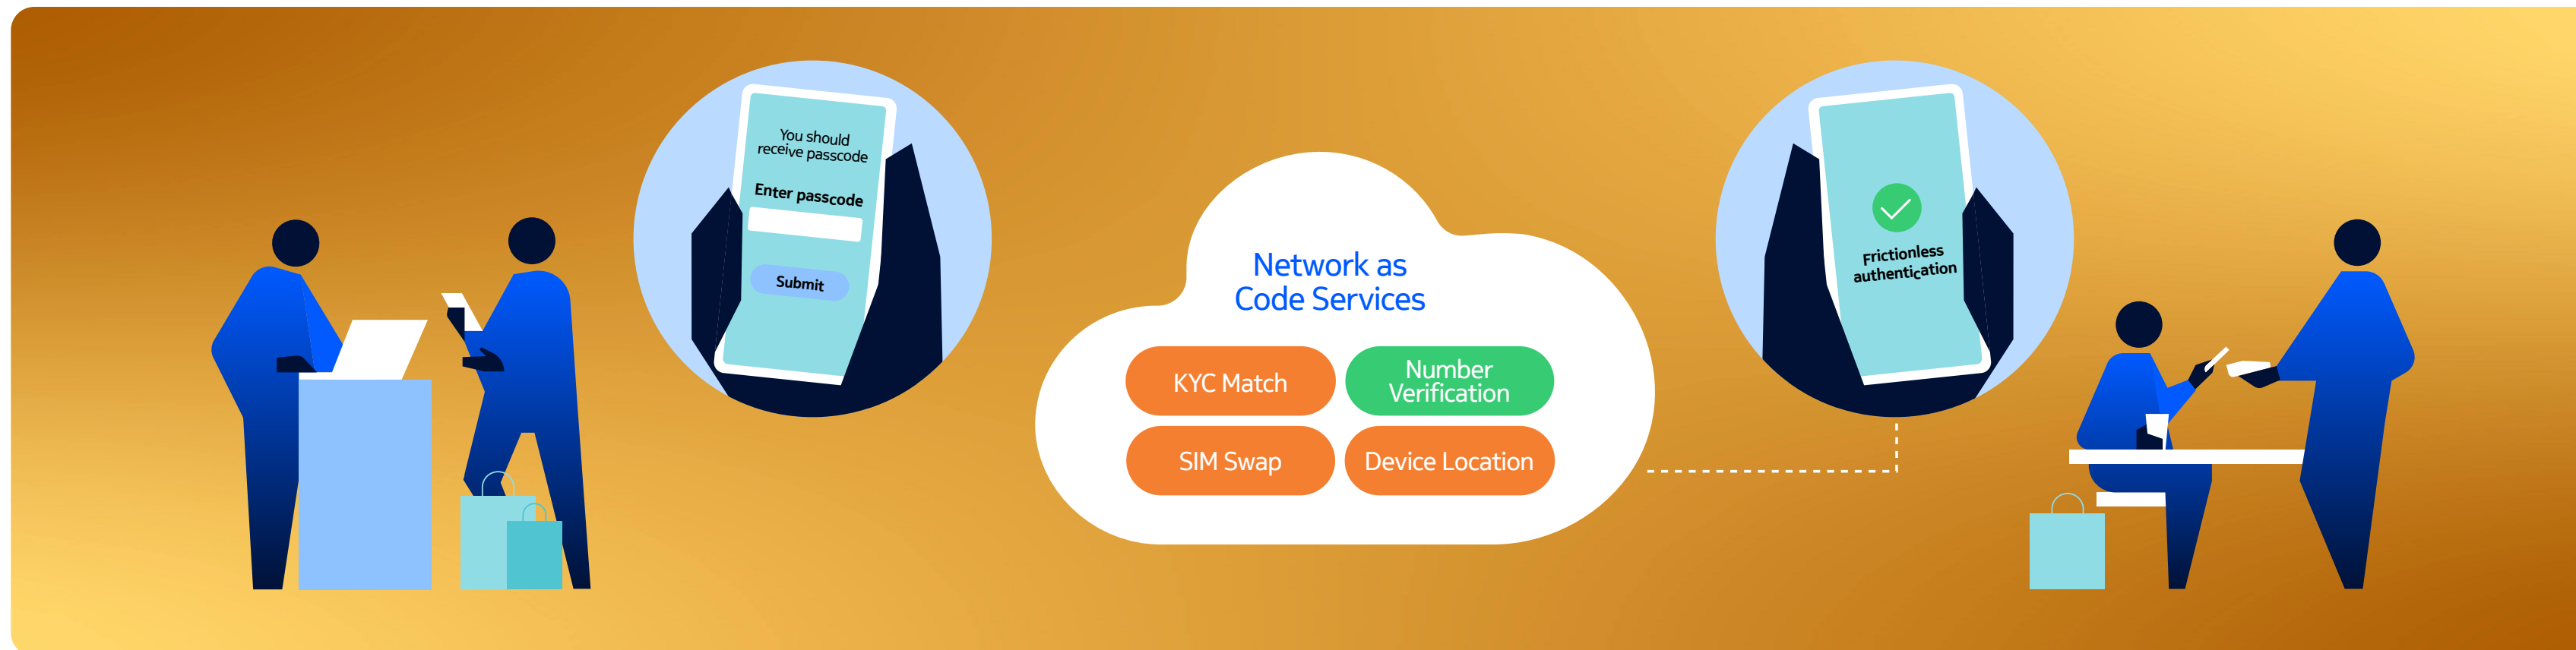 You should
receive passcode
Enter passcode
Submit
Network as
Code Services
KYC Match
Number
Verification
SIM Swap
Device Location
Frictionless
authentication